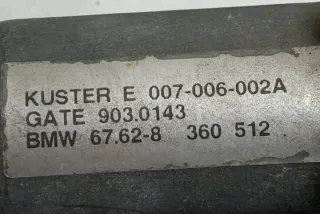 KUSTER E 007-006-002A
GATE 903.0143
BMW 67.62-8 360 512